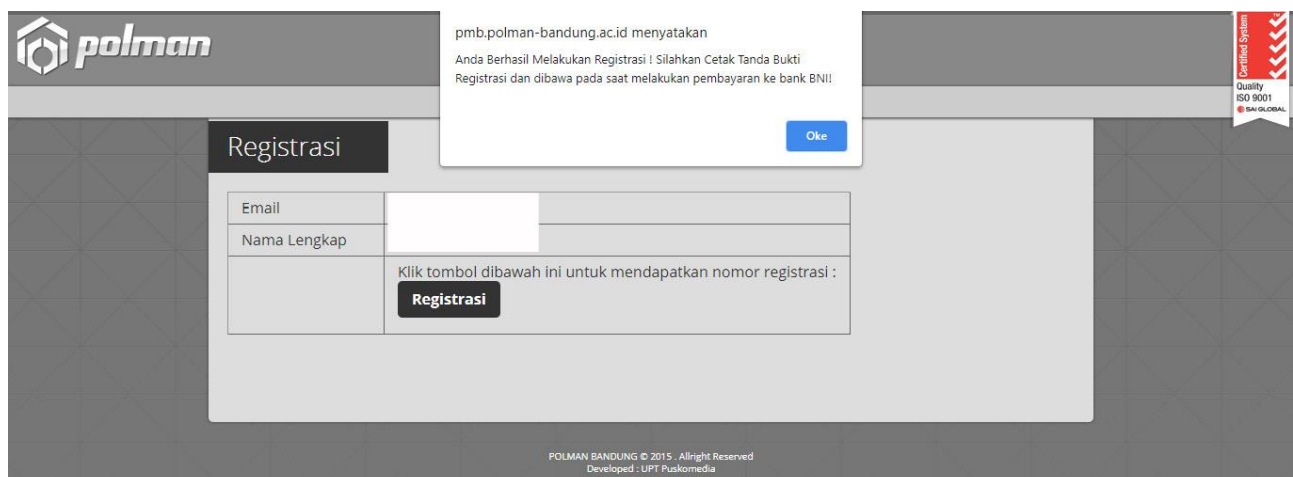 polman
pmb.polman-bandung.ac.id menyatakan
Anda Berhasil Melakukan Registrasi ! Silahkan Cetak Tanda Bukti
Registrasi dan dibawa pada saat melakukan pembayaran ke bank BNI!!
Oke
Certified System
Quality
ISO 9001
SAI GLOBAL
Registrasi
Email
Nama Lengkap
Klik tombol dibawah ini untuk mendapatkan nomor registrasi :
Registrasi
POLMAN BANDUNG © 2015 . Allright Reserved
Developed : UPT Puskomedia